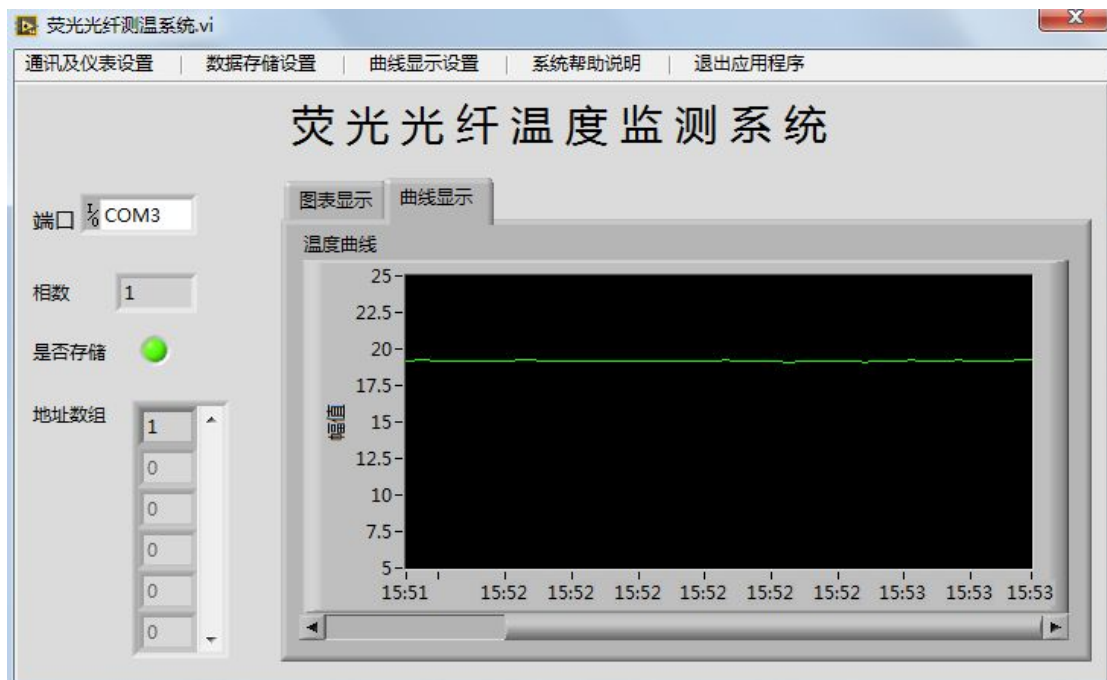 荧光光纤测温系统.vi
X
通讯及仪表设置 | 数据存储设置 | 曲线显示设置 | 系统帮助说明 | 退出应用程序
荧光光纤温度监测系统
端口 I/O COM3
相数 1
是否存储
地址数组
1
0
0
0
0
0
图表显示 曲线显示
温度曲线
幅值
25
22.5
20
17.5
15
12.5
10
7.5
5
15:51 15:52 15:52 15:52 15:52 15:52 15:52 15:53 15:53 15:53